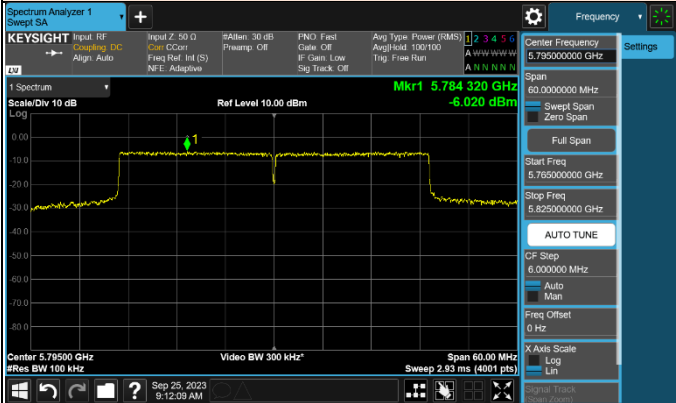 Spectrum Analyzer 1
Swept SA
+
Frequency
KEYSIGHT
Input: RF
Coupling: DC
Align: Auto
Input Z: 50 Ω
Corr CCorr
Freq Ref: Int (S)
NFE: Adaptive
#Atten: 30 dB
Preamp: Off
PNO: Fast
Gate: Off
IF Gain: Low
Sig Track: Off
Avg Type: Power (RMS)
Avg|Hold: 100/100
Trig: Free Run
1 2 3 4 5 6
A W W W W W
A N N N N N
LXI
1 Spectrum
Scale/Div 10 dB
Log
Ref Level 10.00 dBm
Mkr1 5.784 320 GHz
-6.020 dBm
1
0.00
-10.0
-20.0
-30.0
-40.0
-50.0
-60.0
-70.0
-80.0
Center 5.79500 GHz
#Res BW 100 kHz
Video BW 300 kHz*
Span 60.00 MHz
Sweep 2.93 ms (4001 pts)
?
Sep 25, 2023
9:12:09 AM
Center Frequency
5.795000000 GHz
Settings
Span
60.0000000 MHz
Swept Span
Zero Span
Full Span
Start Freq
5.765000000 GHz
Stop Freq
5.825000000 GHz
AUTO TUNE
CF Step
6.000000 MHz
Auto
Man
Freq Offset
0 Hz
X Axis Scale
Log
Lin
Signal Track
(Span Zoom)